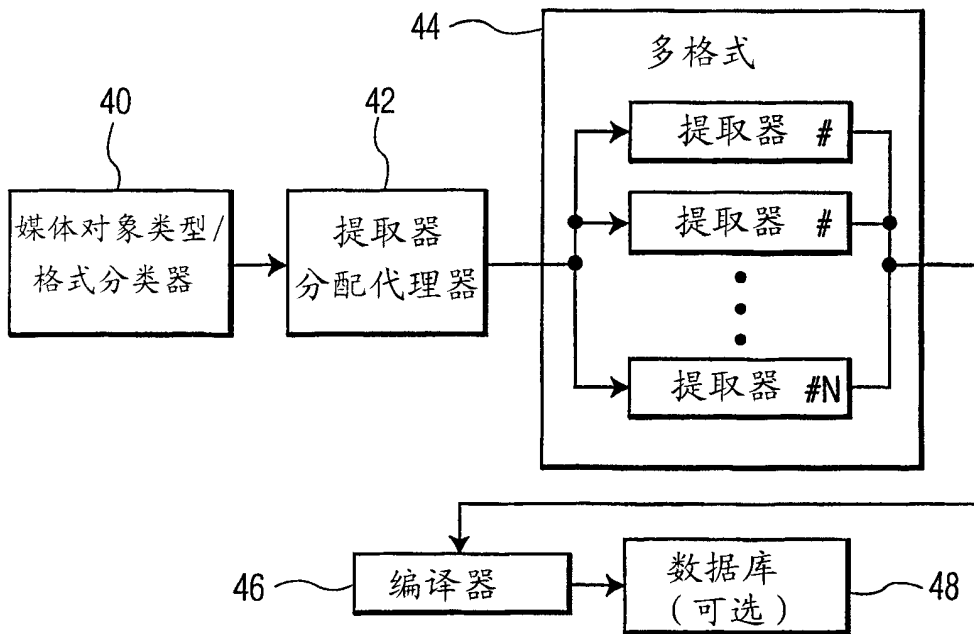 44
多格式
40
42
提取器 #
媒体对象类型/
格式分类器
提取器
分配代理器
提取器 #
提取器 #N
46
编译器
数据库
(可选)
48